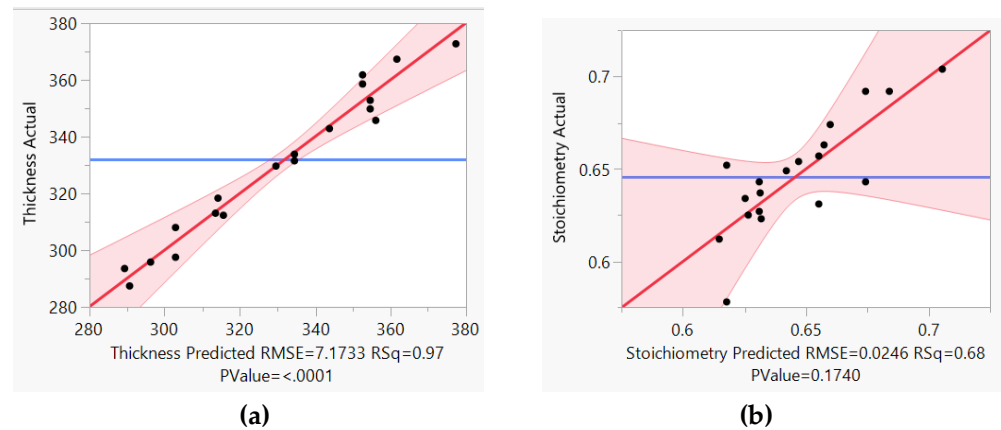 380
360
340
320
300
280
Thickness Actual
280 300 320 340 360 380
Thickness Predicted RMSE=7.1733 RSq=0.97
PValue=<.0001
(a)
0.7
0.65
0.6
Stoichiometry Actual
0.6 0.65 0.7
Stoichiometry Predicted RMSE=0.0246 RSq=0.68
PValue=0.1740
(b)